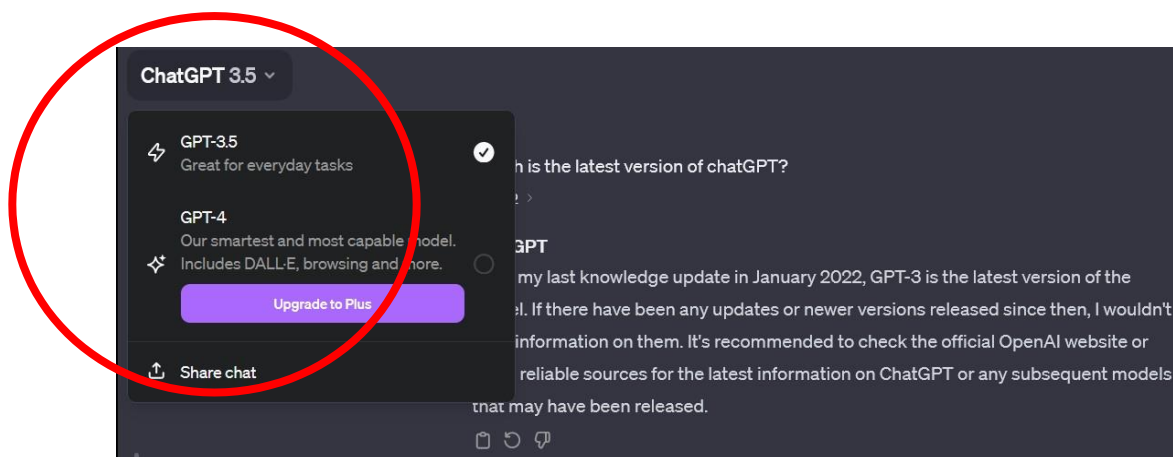 ChatGPT 3.5
GPT-3.5
Great for everyday tasks
GPT-4
Our smartest and most capable model.
Includes DALL·E, browsing and more.
Upgrade to Plus
Share chat
h is the latest version of chatGPT?
GPT
my last knowledge update in January 2022, GPT-3 is the latest version of the
el. If there have been any updates or newer versions released since then, I wouldn't
information on them. It's recommended to check the official OpenAI website or
reliable sources for the latest information on ChatGPT or any subsequent models
that may have been released.